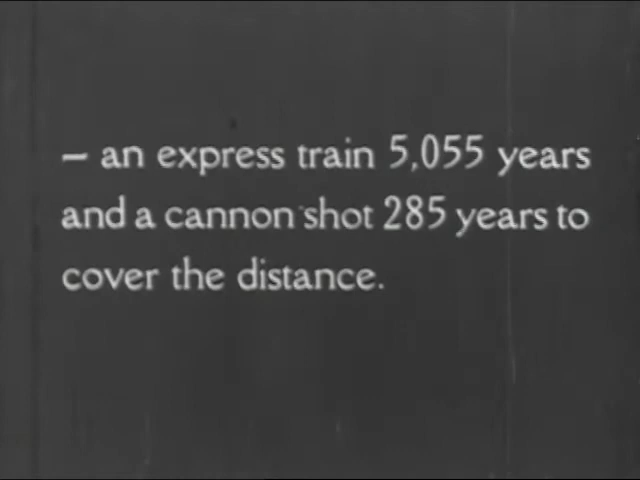 – an express train 5,055 years
and a cannon shot 285 years to
cover the distance.